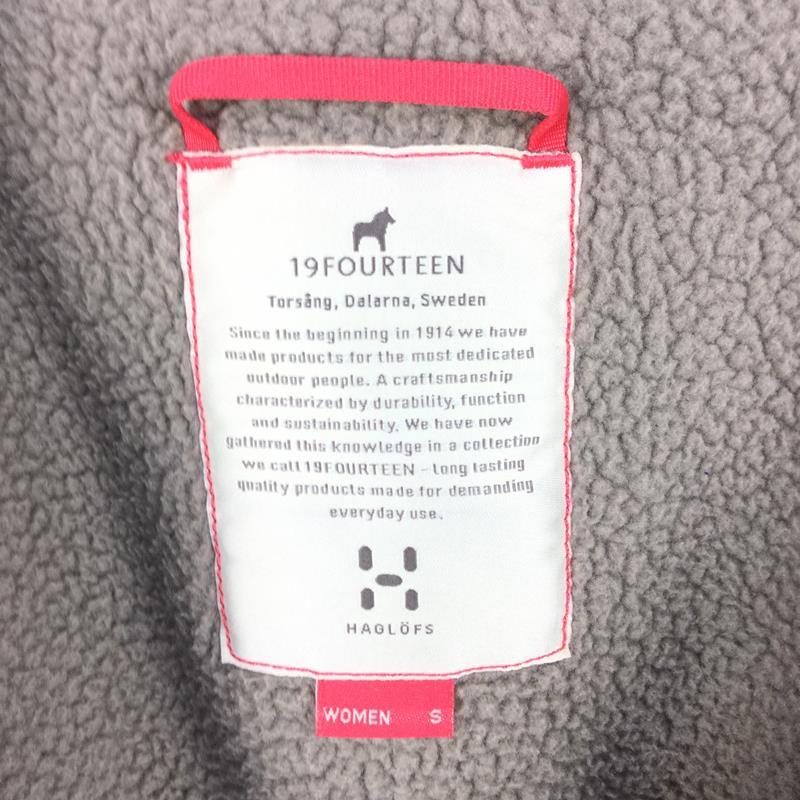 19FOURTEEN
Torsång, Dalarna, Sweden
Since the beginning in 1914 we have
made products for the most dedicated
outdoor people. A craftsmanship
characterized by durability, function
and sustainability. We have now
gathered this knowledge in a collection
we call 19FOURTEEN - long lasting
quality products made for demanding
everyday use.
HAGLÖFS
WOMEN S